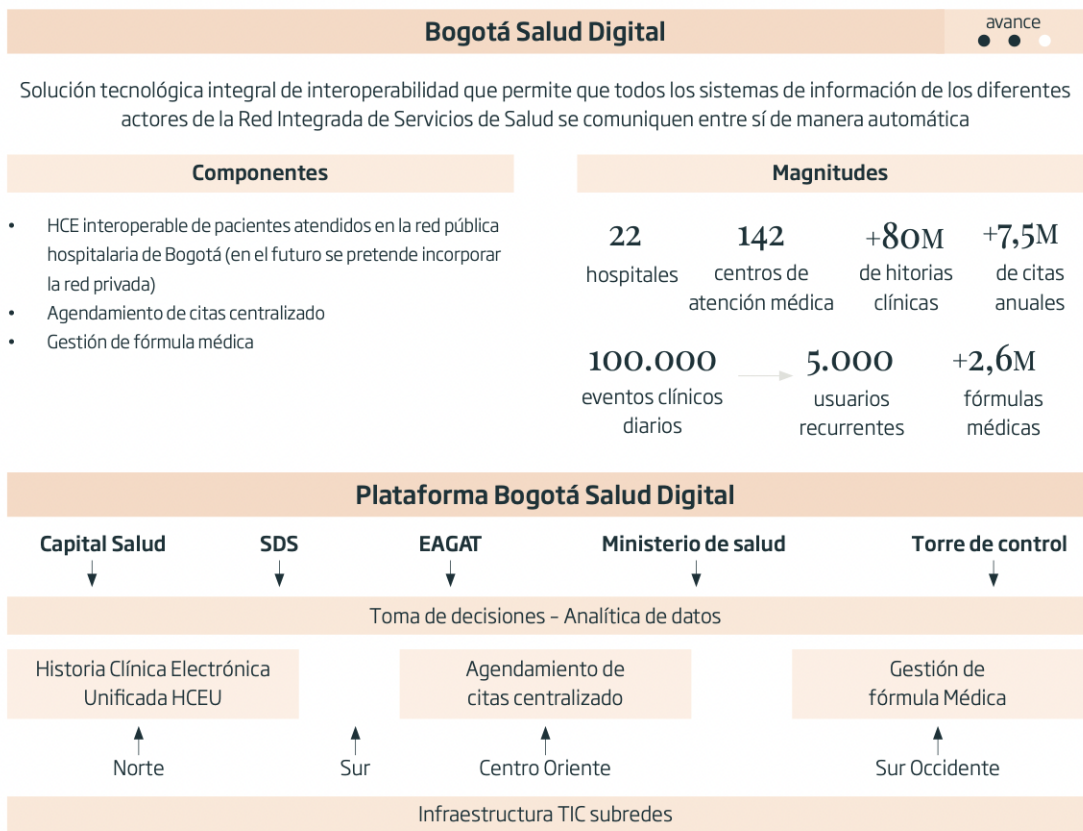 Bogotá Salud Digital
avance
Solución tecnológica integral de interoperabilidad que permite que todos los sistemas de información de los diferentes
actores de la Red Integrada de Servicios de Salud se comuniquen entre sí de manera automática
Componentes
• HCE interoperable de pacientes atendidos en la red pública
hospitalaria de Bogotá (en el futuro se pretende incorporar
la red privada)
• Agendamiento de citas centralizado
• Gestión de fórmula médica
Magnitudes
22
hospitales
142
centros de
atención médica
+80M
de hitorias
clínicas
+7,5M
de citas
anuales
100.000
eventos clínicos
diarios
5.000
usuarios
recurrentes
+2,6M
fórmulas
médicas
Plataforma Bogotá Salud Digital
Capital Salud SDS EAGAT Ministerio de salud Torre de control
Toma de decisiones – Analítica de datos
Historia Clínica Electrónica
Unificada HCEU
Agendamiento de
citas centralizado
Gestión de
fórmula Médica
Norte Sur Centro Oriente Sur Occidente
Infraestructura TIC subredes